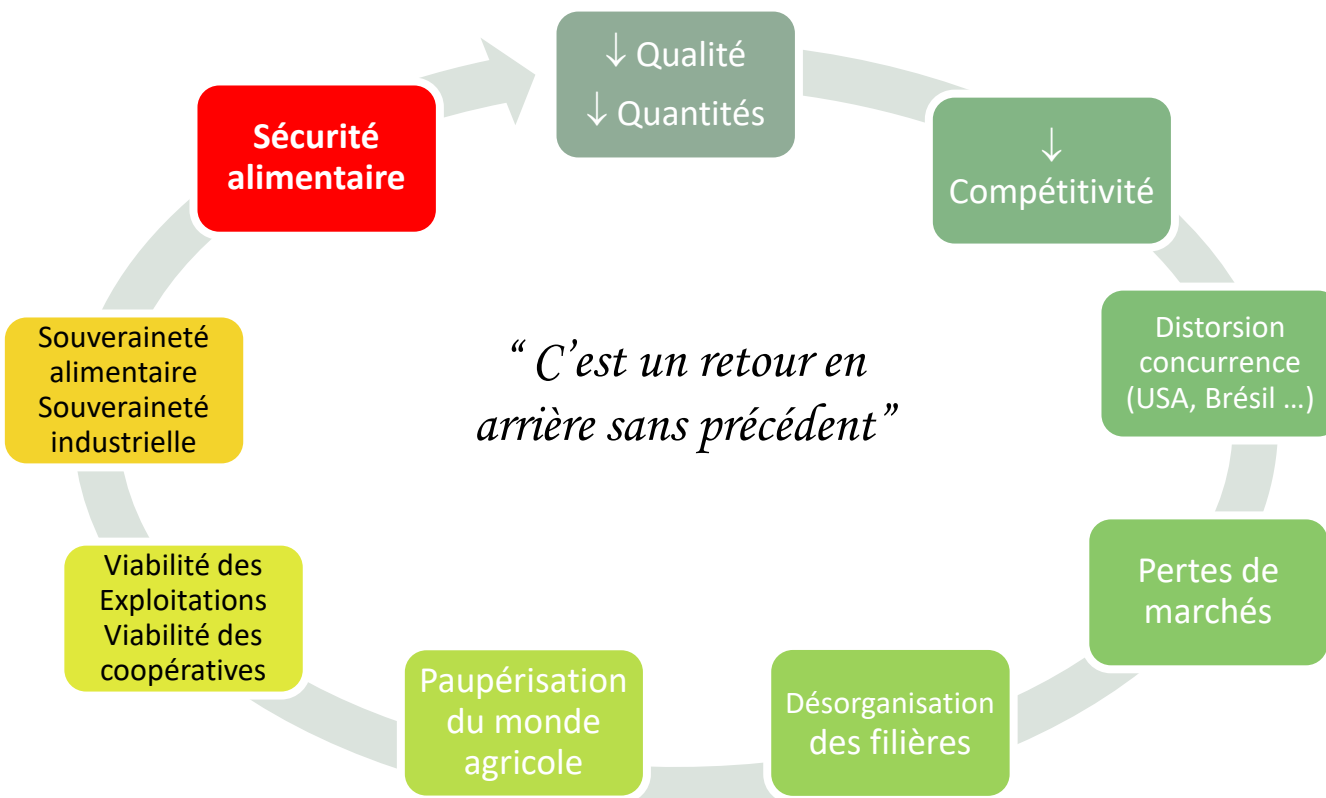 ↓ Qualité
↓ Quantités
↓
Compétitivité
Distorsion
concurrence
(USA, Brésil ...)
Pertes de
marchés
Désorganisation
des filières
Paupérisation
du monde
agricole
Viabilité des
Exploitations
Viabilité des
coopératives
Souveraineté
alimentaire
Souveraineté
industrielle
Sécurité
alimentaire
“ C’est un retour en
arrière sans précédent”